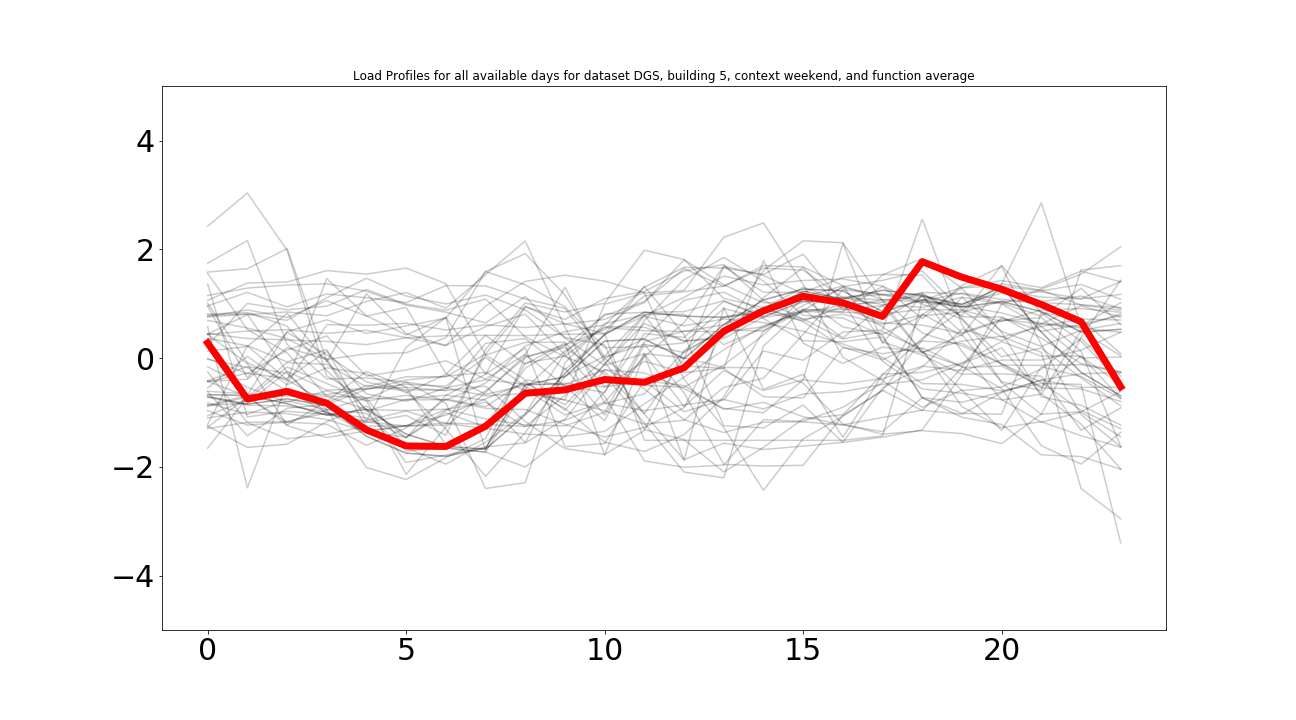 Load Profiles for all available days for dataset DGS, building 5, context weekend, and function average
4
2
0
−2
−4
0 5 10 15 20